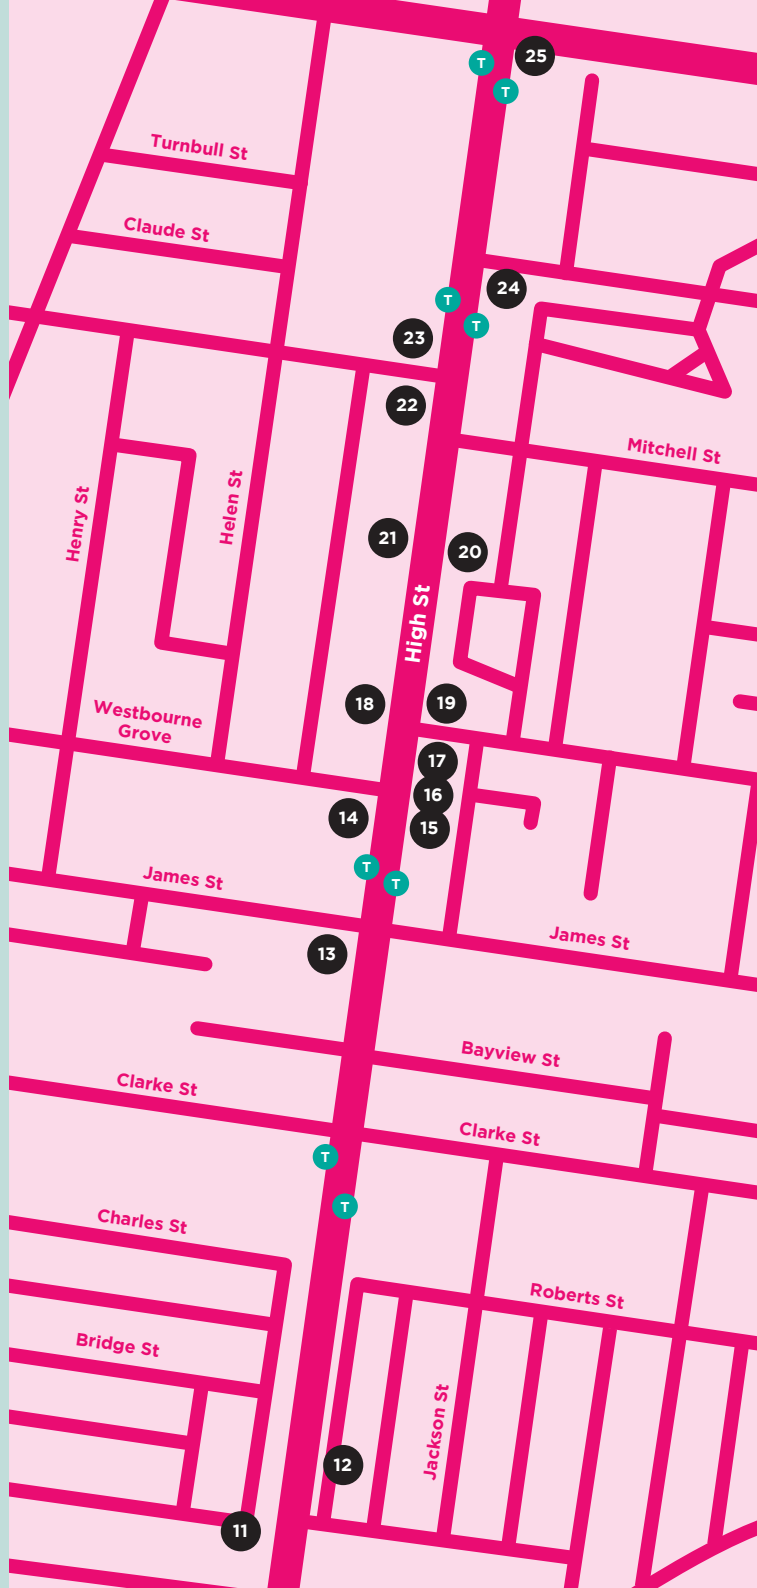 T
25
T
Turnbull St
Claude St
24
T
T
23
22
Mitchell St
Helen St
Henry St
21
20
High St
18
19
Westbourne
Grove
17
16
14
15
T
T
James St
James St
13
Bayview St
Clarke St
Clarke St
T
T
Charles St
Roberts St
Bridge St
Jackson St
12
11